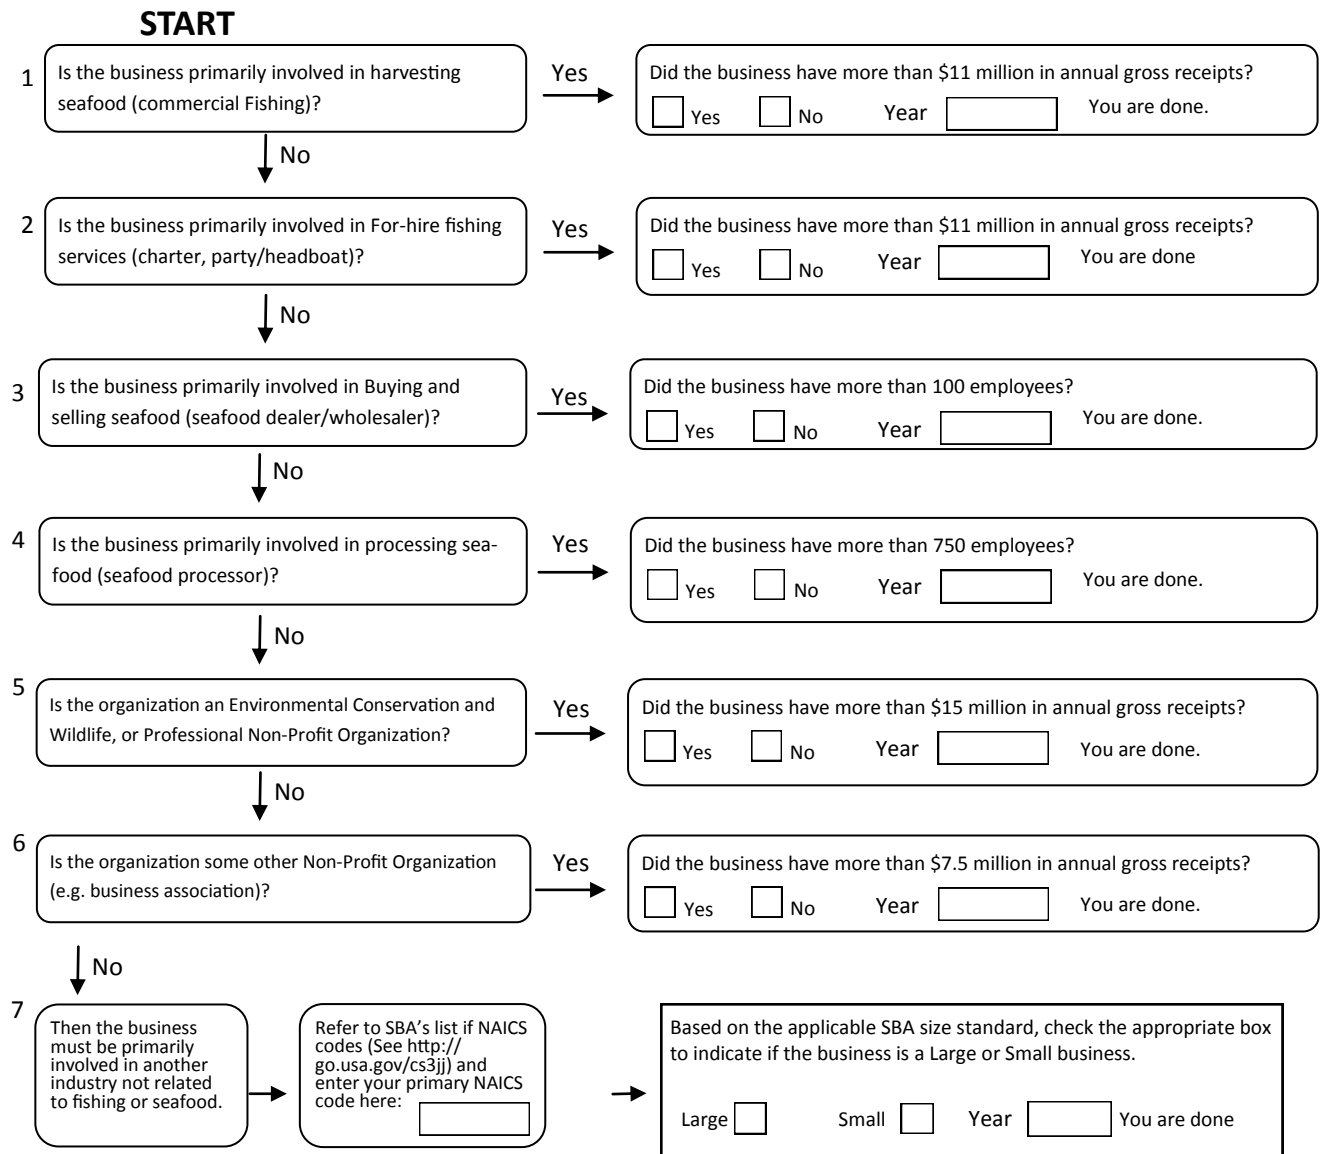 START
1
Is the business primarily involved in harvesting
seafood (commercial Fishing)?
Yes
Did the business have more than $11 million in annual gross receipts?
Yes No Year You are done.
No
2
Is the business primarily involved in For-hire fishing
services (charter, party/headboat)?
Yes
Did the business have more than $11 million in annual gross receipts?
Yes No Year You are done
No
3
Is the business primarily involved in Buying and
selling seafood (seafood dealer/wholesaler)?
Yes
Did the business have more than 100 employees?
Yes No Year You are done.
No
4
Is the business primarily involved in processing sea-
food (seafood processor)?
Yes
Did the business have more than 750 employees?
Yes No Year You are done.
No
5
Is the organization an Environmental Conservation and
Wildlife, or Professional Non-Profit Organization?
Yes
Did the business have more than $15 million in annual gross receipts?
Yes No Year You are done.
No
6
Is the organization some other Non-Profit Organization
(e.g. business association)?
Yes
Did the business have more than $7.5 million in annual gross receipts?
Yes No Year You are done.
No
7
Then the business
must be primarily
involved in another
industry not related
to fishing or seafood.
Refer to SBA's list if NAICS
codes (See http://
go.usa.gov/cs3jj) and
enter your primary NAICS
code here:
Based on the applicable SBA size standard, check the appropriate box
to indicate if the business is a Large or Small business.
Large Small Year You are done